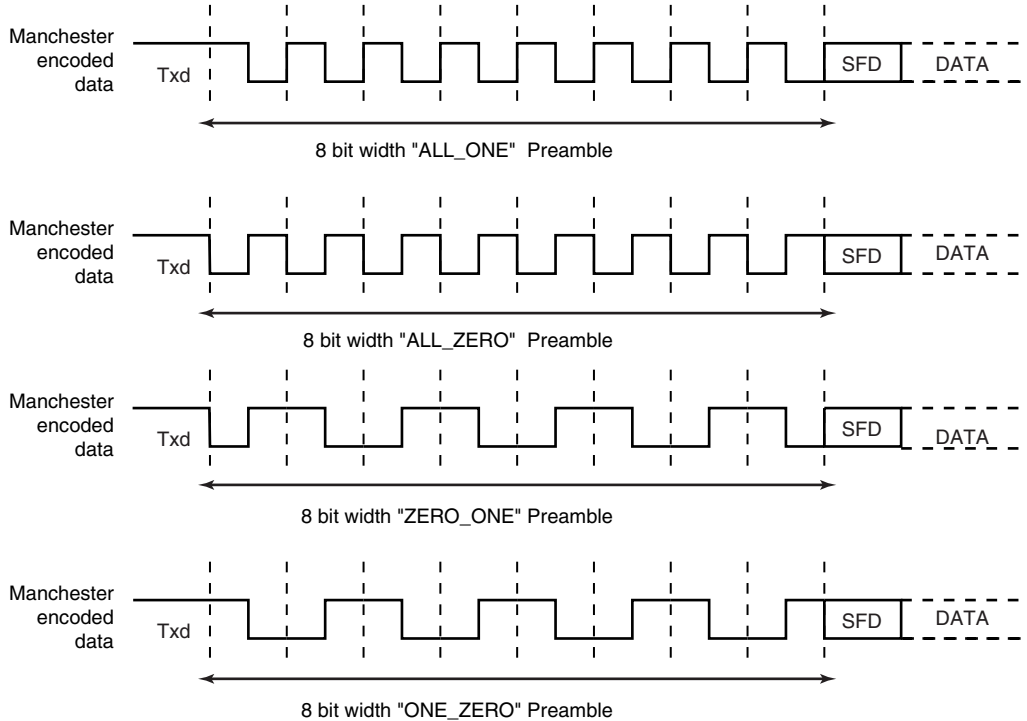 Manchester
encoded
data
Txd
SFD
DATA
8 bit width "ALL_ONE" Preamble
Manchester
encoded
data
Txd
SFD
DATA
8 bit width "ALL_ZERO" Preamble
Manchester
encoded
data
Txd
SFD
DATA
8 bit width "ZERO_ONE" Preamble
Manchester
encoded
data
Txd
SFD
DATA
8 bit width "ONE_ZERO" Preamble